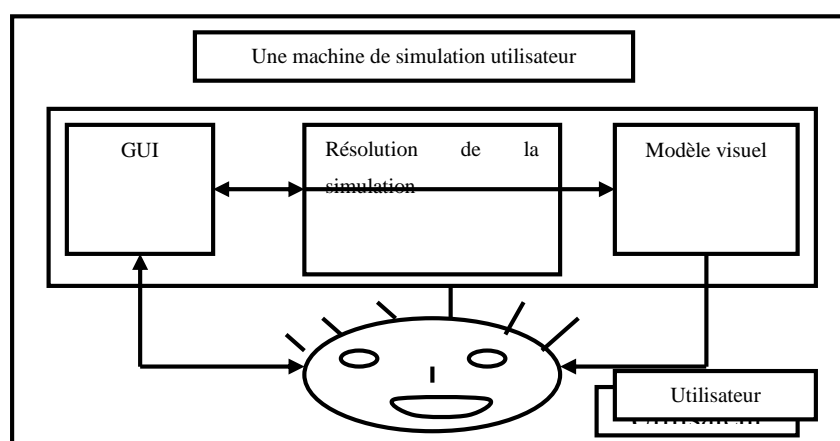 Une machine de simulation utilisateur
GUI
Résolution de la
simulation
Modèle visuel
Utilisateur